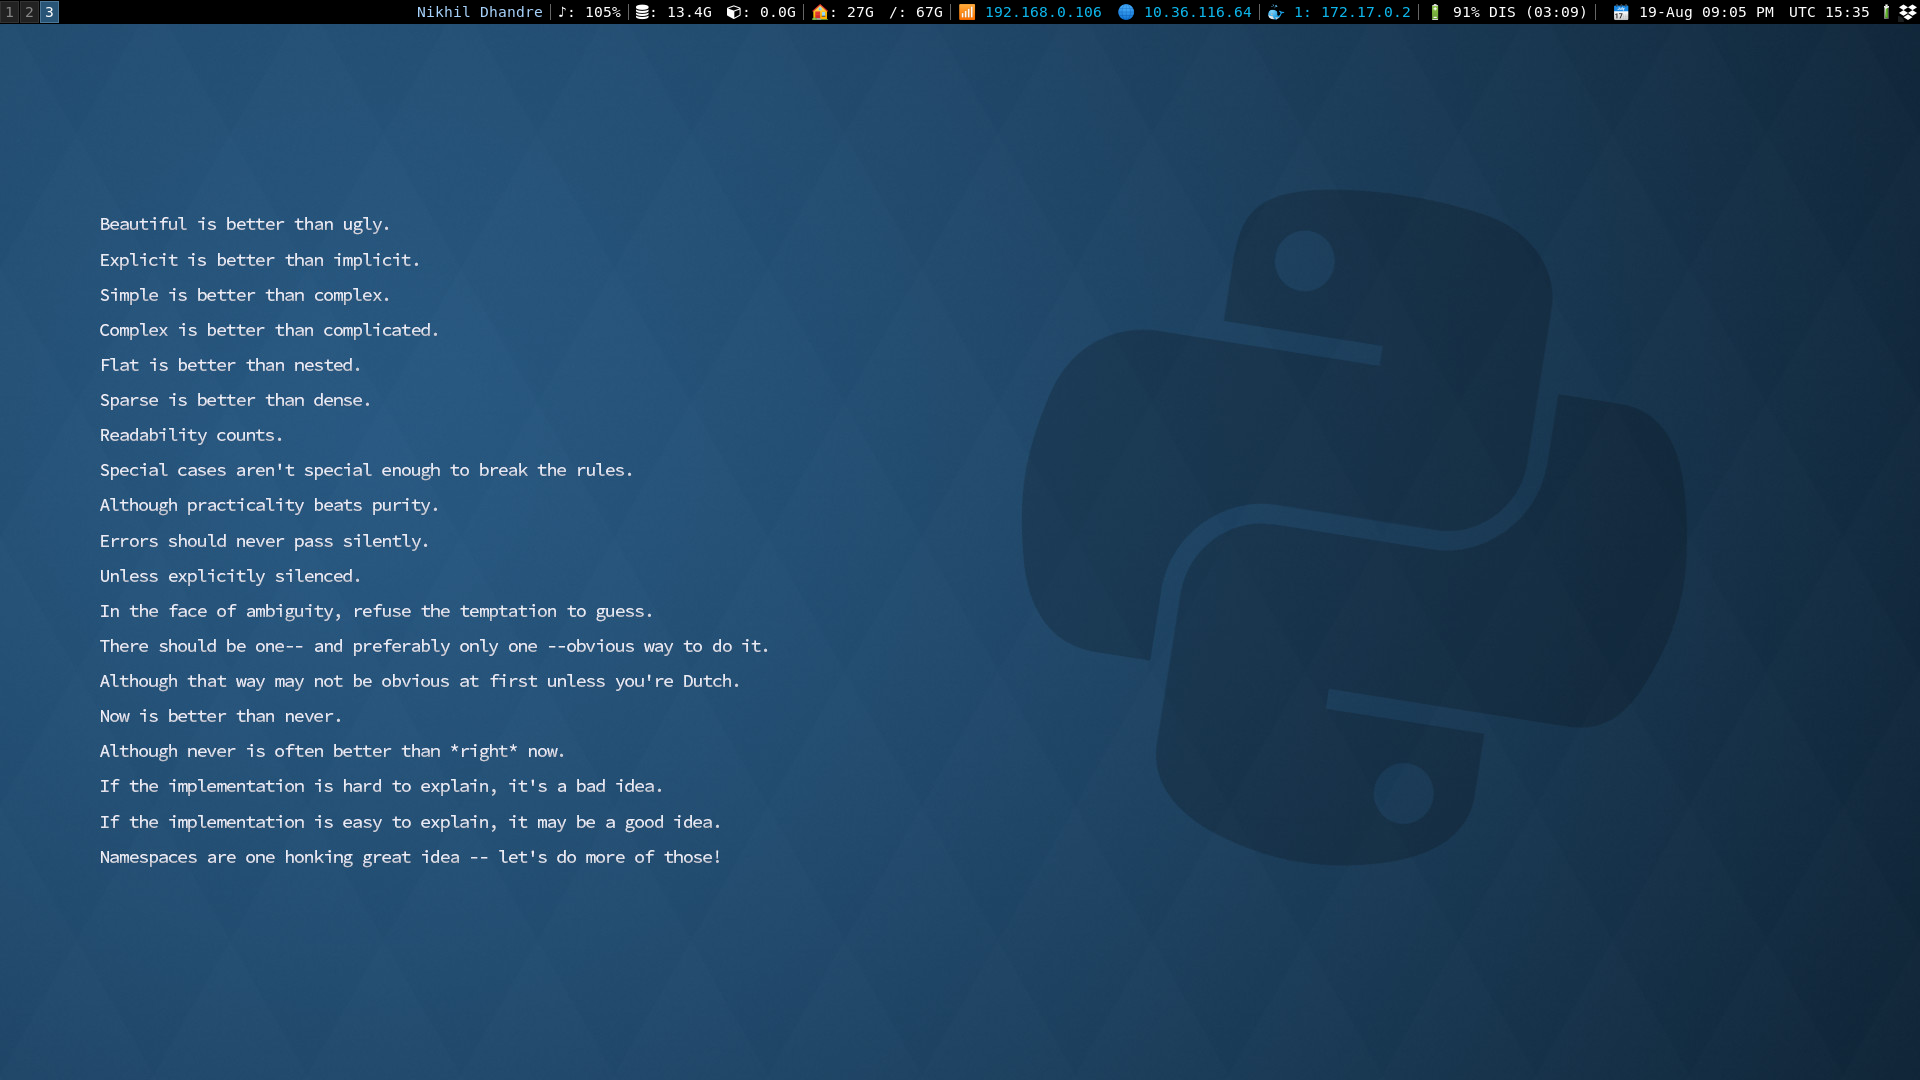 1 2 3 Nikhil Dhandre ♪: 105% : 13.4G : 0.0G : 27G /: 67G 192.168.0.106 10.36.116.64 1: 172.17.0.2 91% DIS (03:09) 19-Aug 09:05 PM UTC 15:35
Beautiful is better than ugly.
Explicit is better than implicit.
Simple is better than complex.
Complex is better than complicated.
Flat is better than nested.
Sparse is better than dense.
Readability counts.
Special cases aren't special enough to break the rules.
Although practicality beats purity.
Errors should never pass silently.
Unless explicitly silenced.
In the face of ambiguity, refuse the temptation to guess.
There should be one-- and preferably only one --obvious way to do it.
Although that way may not be obvious at first unless you're Dutch.
Now is better than never.
Although never is often better than *right* now.
If the implementation is hard to explain, it's a bad idea.
If the implementation is easy to explain, it may be a good idea.
Namespaces are one honking great idea -- let's do more of those!